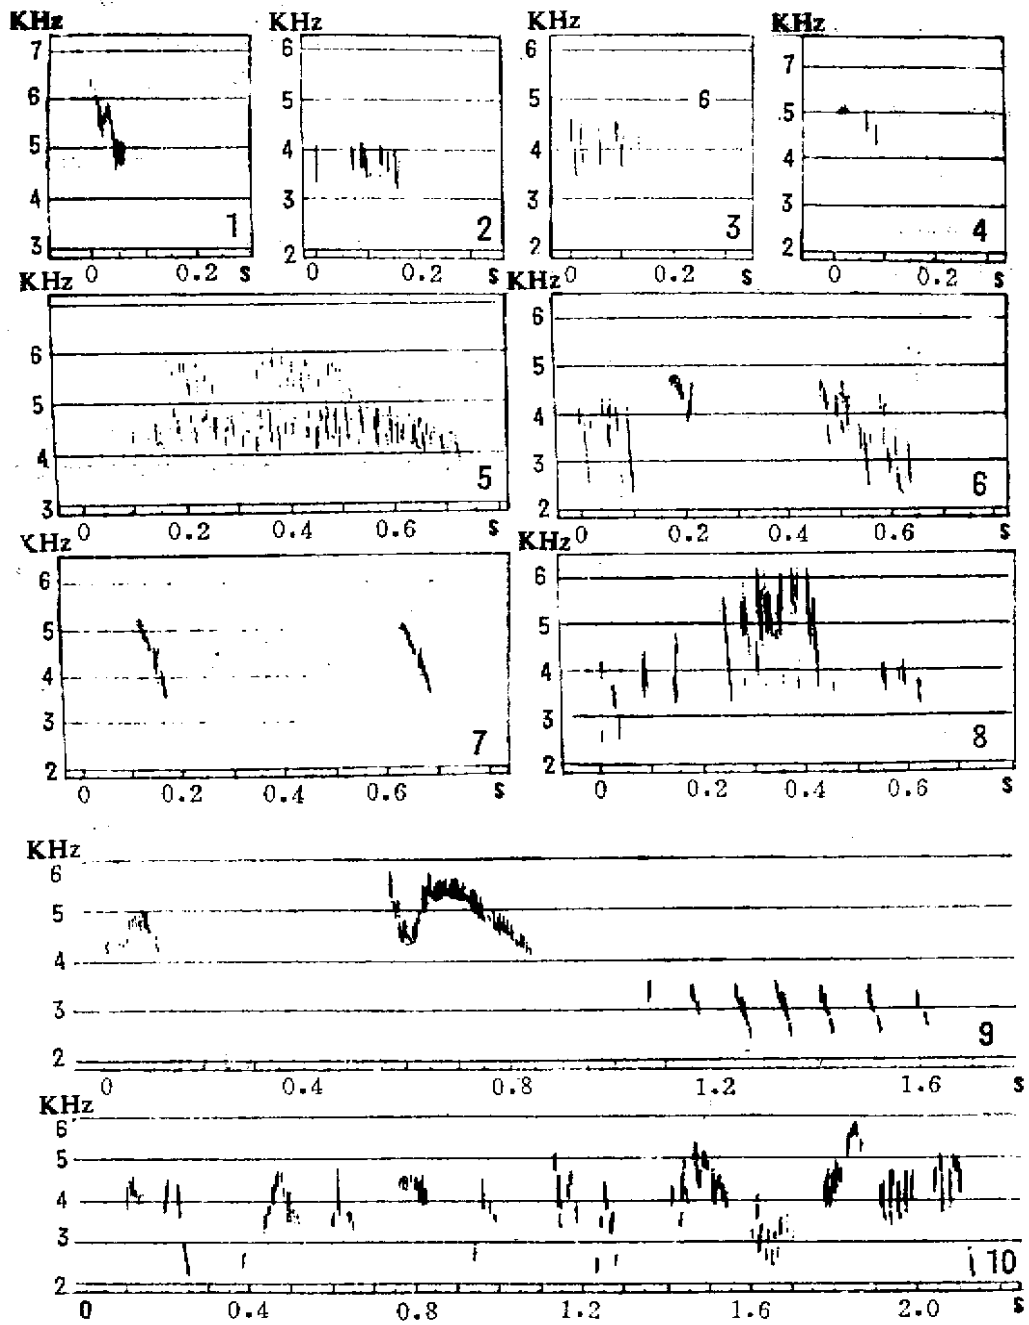 KHz KHz KHz KHz
7 6 6 7
6 5 5 6 6
5 4 4 5
4 3 3 4
3 2 2 3
2
1 2 3 4
0 0.2 s 0 0.2 s 0 0.2 s 0 0.2 s
KHz KHz
6 6
5 5
4 4
3 3
2
5 6
0 0.2 0.4 0.6 s 0 0.2 0.4 0.6 s
KHz KHz
6 6
5 5
4 4
3 3
2 2
7 8
0 0.2 0.6 s 0 0.2 0.4 0.6 s
KHz
6
5
4
3
2
9
0 0.4 0.8 1.2 1.6 s
KHz
6
5
4
3
2
10
0 0.4 0.8 1.2 1.6 2.0 s